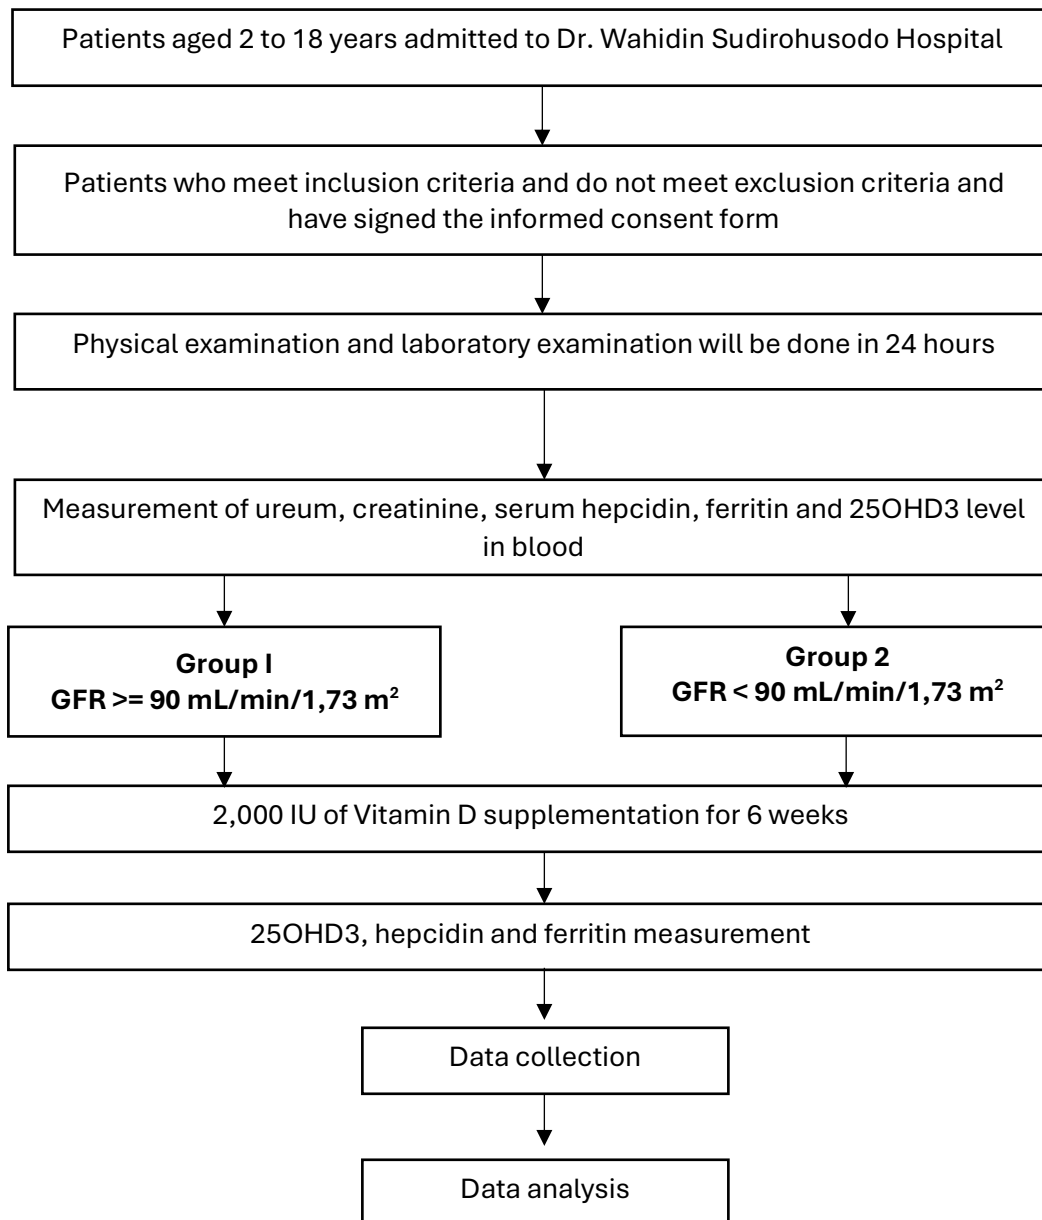 Patients aged 2 to 18 years admitted to Dr. Wahidin Sudirohusodo Hospital
Patients who meet inclusion criteria and do not meet exclusion criteria and
have signed the informed consent form
Physical examination and laboratory examination will be done in 24 hours
Measurement of ureum, creatinine, serum hepcidin, ferritin and 25OHD3 level
in blood
Group I
GFR >= 90 mL/min/1,73 m²
Group 2
GFR < 90 mL/min/1,73 m²
2,000 IU of Vitamin D supplementation for 6 weeks
25OHD3, hepcidin and ferritin measurement
Data collection
Data analysis